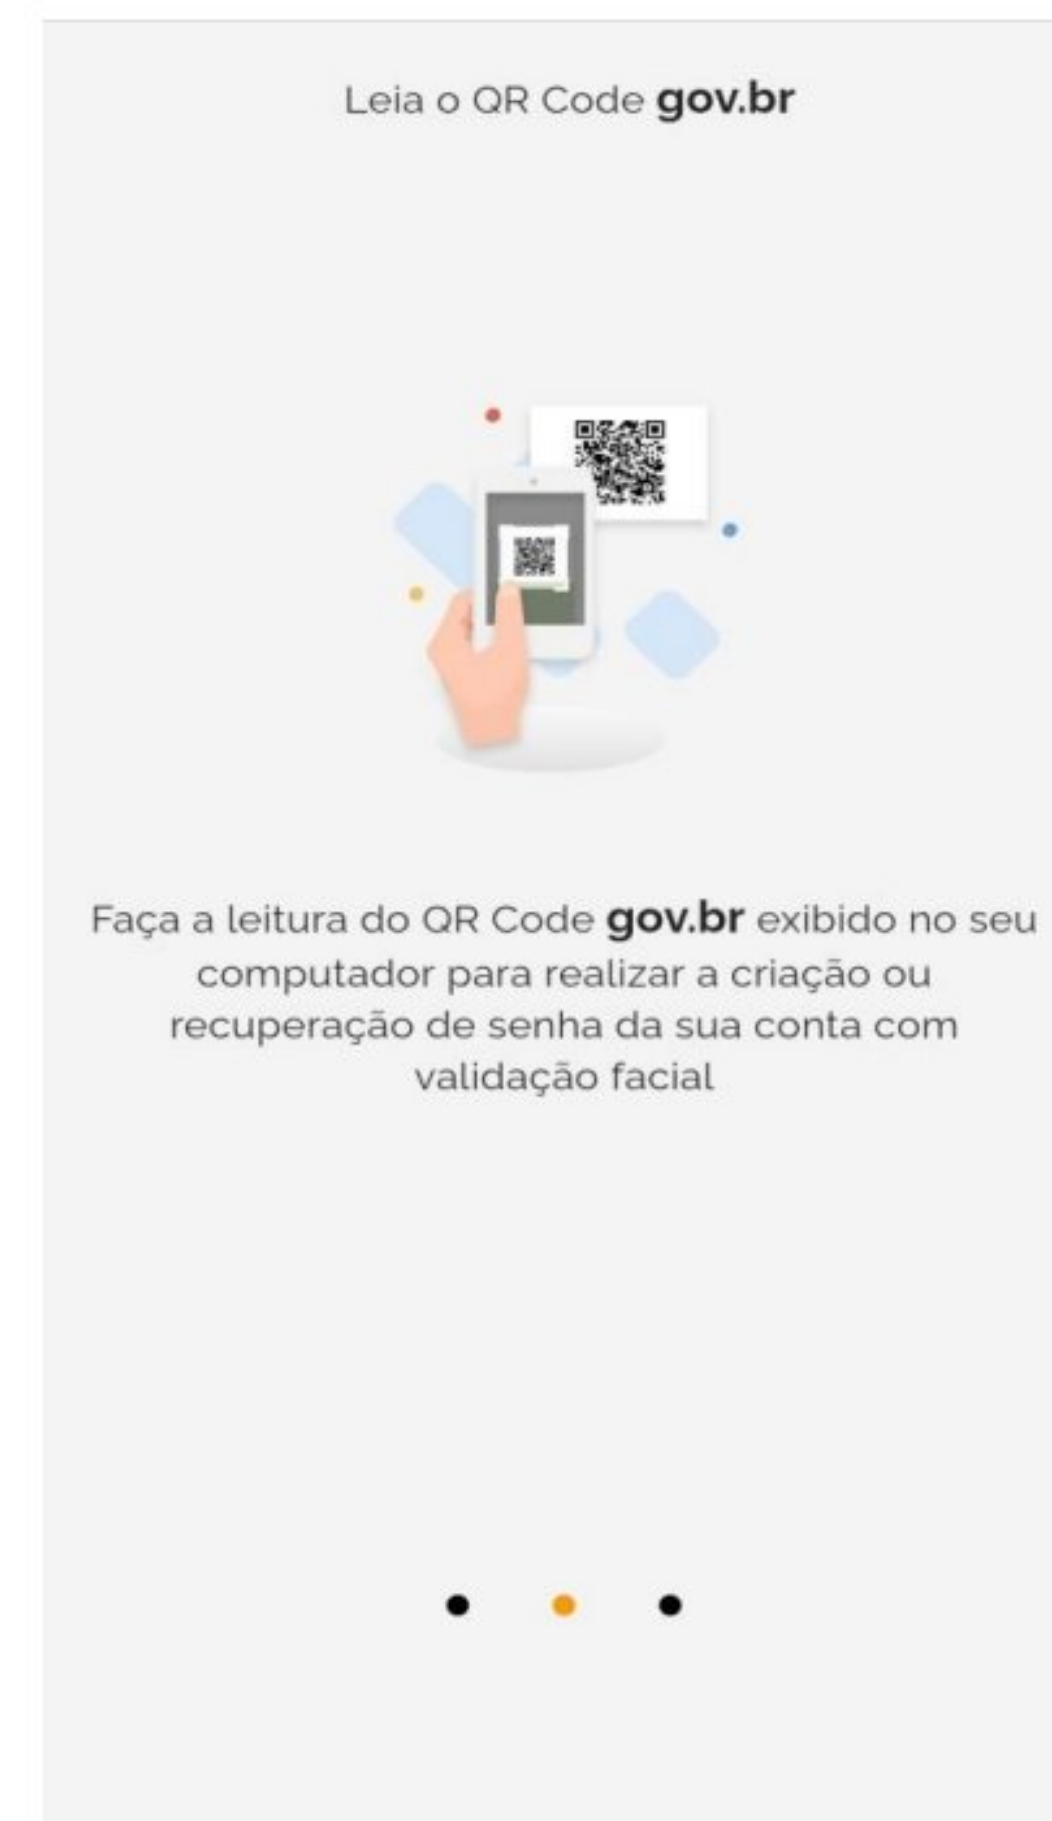 Leia o QR Code gov.br
Faça a leitura do QR Code gov.br exibido no seu
computador para realizar a criação ou
recuperação de senha da sua conta com
validação facial